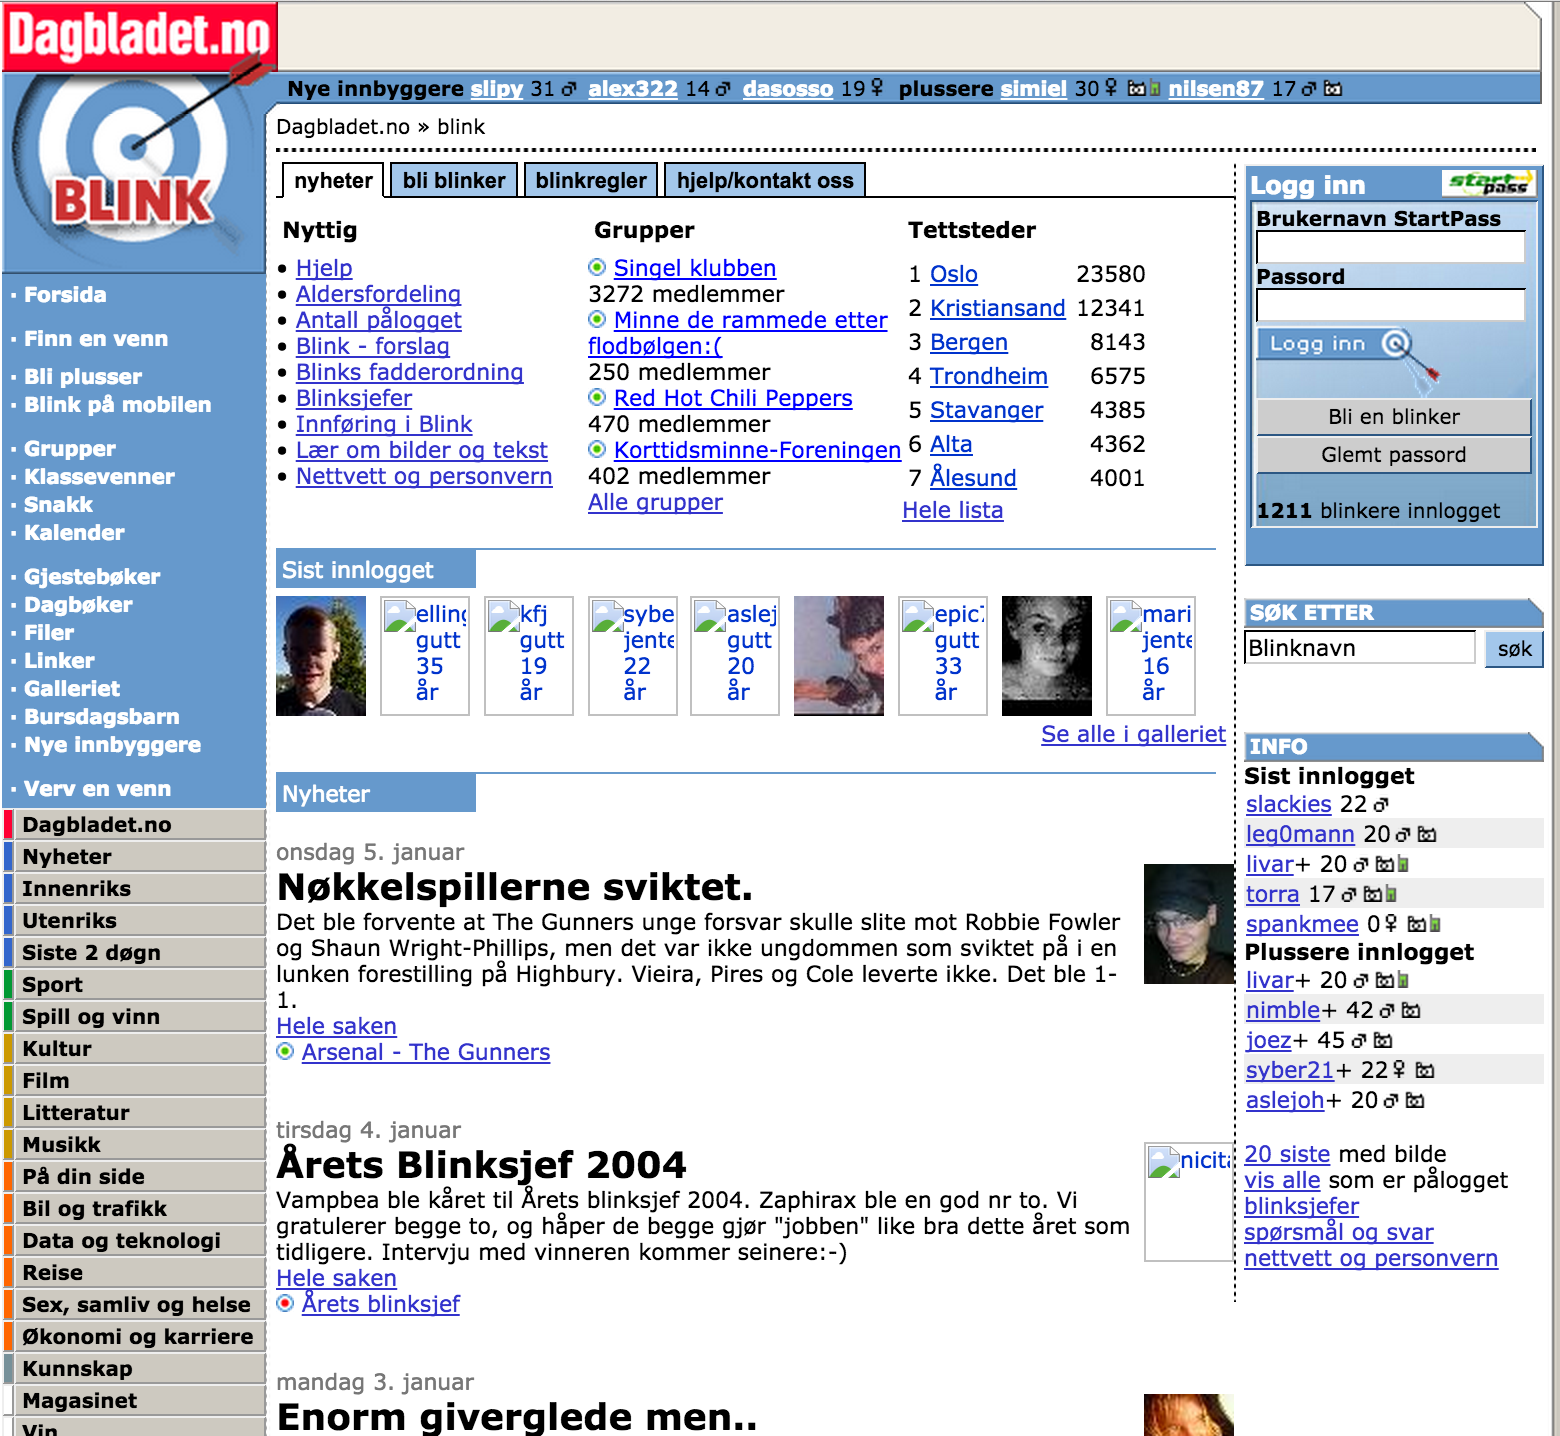 Dagbladet.no
BLINK
Nye innbyggere slipy 31 ♂ alex322 14 ♂ dasosso 19 ♀ plussere simiel 30 ♀ nilsen87 17 ♂
Dagbladet.no » blink
nyheter
bli blinker
blinkregler
hjelp/kontakt oss
· Forsida
· Finn en venn
· Bli plusser
· Blink på mobilen
· Grupper
· Klassevenner
· Snakk
· Kalender
· Gjestebøker
· Dagbøker
· Filer
· Linker
· Galleriet
· Bursdagsbarn
· Nye innbyggere
· Verv en venn
Dagbladet.no
Nyheter
Innenriks
Utenriks
Siste 2 døgn
Sport
Spill og vinn
Kultur
Film
Litteratur
Musikk
På din side
Bil og trafikk
Data og teknologi
Reise
Sex, samliv og helse
Økonomi og karriere
Kunnskap
Magasinet
Vin
Nyttig
• Hjelp
• Aldersfordeling
• Antall pålogget
• Blink - forslag
• Blinks fadderordning
• Blinksjefer
• Innføring i Blink
• Lær om bilder og tekst
• Nettvett og personvern
Grupper
Singel klubben
3272 medlemmer
Minne de rammede etter
flodbølgen:(
250 medlemmer
Red Hot Chili Peppers
470 medlemmer
Korttidsminne-Foreningen
402 medlemmer
Alle grupper
Tettsteder
1 Oslo 23580
2 Kristiansand 12341
3 Bergen 8143
4 Trondheim 6575
5 Stavanger 4385
6 Alta 4362
7 Ålesund 4001
Hele lista
Sist innlogget
elling
gutt
35
år
kfj
gutt
19
år
sybe
jente
22
år
aslej
gutt
20
år
epic
gutt
33
år
mari
jente
16
år
Se alle i galleriet
Nyheter
onsdag 5. januar
Nøkkelspillerne sviktet.
Det ble forvente at The Gunners unge forsvar skulle slite mot Robbie Fowler
og Shaun Wright-Phillips, men det var ikke ungdommen som sviktet på i en
lunken forestilling på Highbury. Vieira, Pires og Cole leverte ikke. Det ble 1-
1.
Hele saken
Arsenal - The Gunners
tirsdag 4. januar
Årets Blinksjef 2004
Vampbea ble kåret til Årets blinksjef 2004. Zaphirax ble en god nr to. Vi
gratulerer begge to, og håper de begge gjør "jobben" like bra dette året som
tidligere. Intervju med vinneren kommer seinere:-)
Hele saken
Årets blinksjef
nicita
mandag 3. januar
Enorm giverglede men..
Logg inn
start pass
Brukernavn StartPass
Passord
Logg inn
Bli en blinker
Glemt passord
1211 blinkere innlogget
SØK ETTER
Blinknavn
søk
INFO
Sist innlogget
slackies 22 ♂
leg0mann 20 ♂
livar+ 20 ♂
torra 17 ♂
spankmee 0 ♀
Plussere innlogget
livar+ 20 ♂
nimble+ 42 ♂
joez+ 45 ♂
syber21+ 22 ♀
aslejoh+ 20 ♂
20 siste med bilde
vis alle som er pålogget
blinksjefer
spørsmål og svar
nettvett og personvern